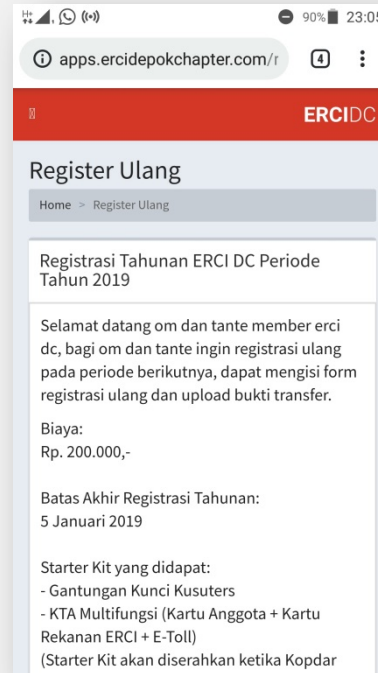 90% 23:05
apps.ercidepokchapter.com/r 4
ERCIDC
Register Ulang
Home > Register Ulang
Registrasi Tahunan ERCI DC Periode
Tahun 2019
Selamat datang om dan tante member erci
dc, bagi om dan tante ingin registrasi ulang
pada periode berikutnya, dapat mengisi form
registrasi ulang dan upload bukti transfer.
Biaya:
Rp. 200.000,-
Batas Akhir Registrasi Tahunan:
5 Januari 2019
Starter Kit yang didapat:
- Gantungan Kunci Kusuters
- KTA Multifungsi (Kartu Anggota + Kartu
Rekanan ERCI + E-Toll)
(Starter Kit akan diserahkan ketika Kopdar